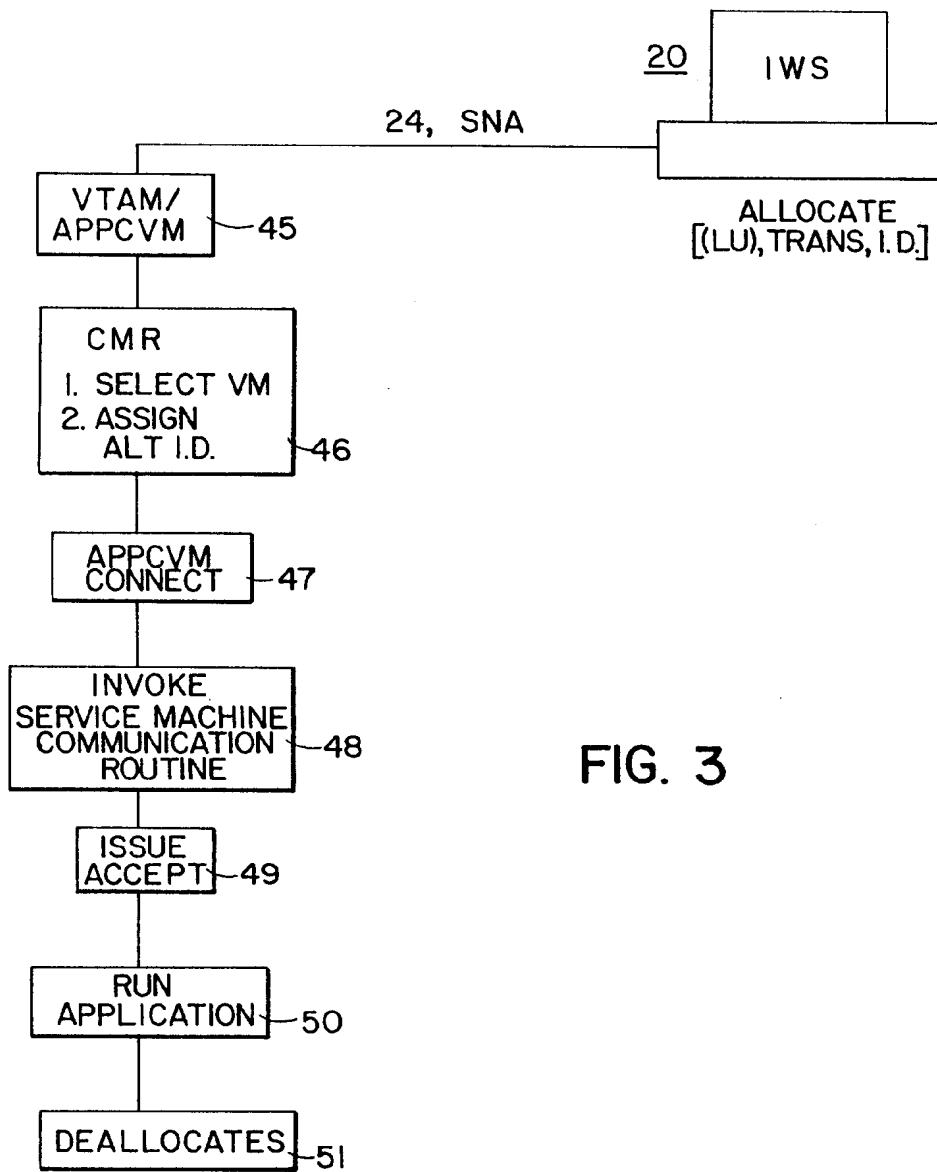 20
IWS
24, SNA
ALLOCATE
[(LU), TRANS, I.D.]
VTAM/
APPCVM
45
CMR
1. SELECT VM
2. ASSIGN
ALT I.D.
46
APPCVM
CONNECT
47
INVOKE
SERVICE MACHINE
COMMUNICATION
ROUTINE
48
FIG. 3
ISSUE
ACCEPT
49
RUN
APPLICATION
50
DEALLOCATES
51